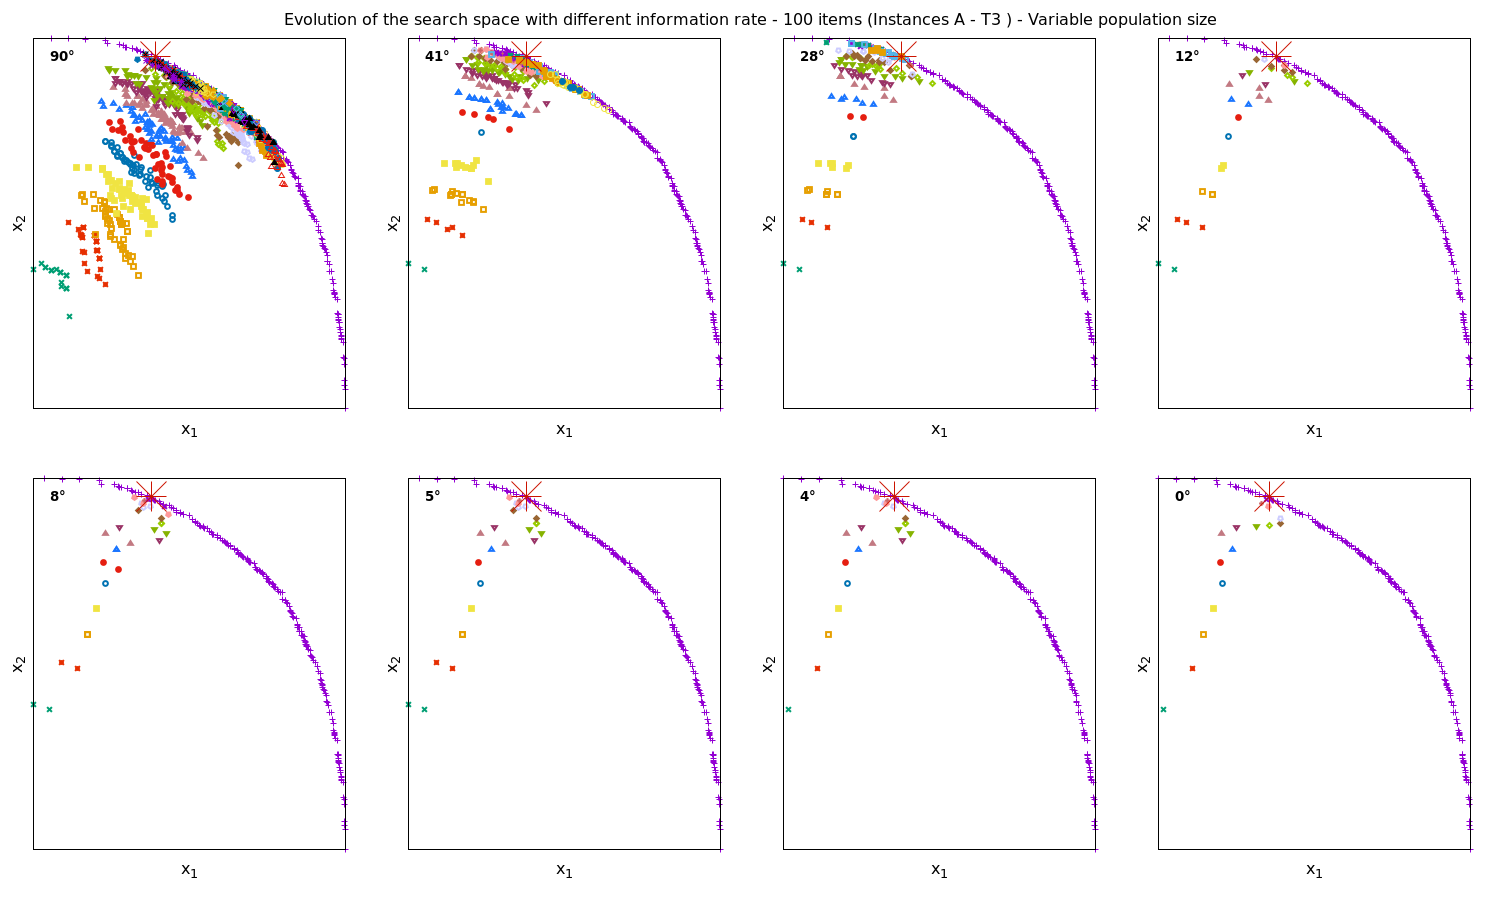 Evolution of the search space with different information rate - 100 items (Instances A - T3 ) - Variable population size
90° 41° 28° 12°
x₂ x₂ x₂ x₂
x₁ x₁ x₁ x₁
8° 5° 4° 0°
x₂ x₂ x₂ x₂
x₁ x₁ x₁ x₁